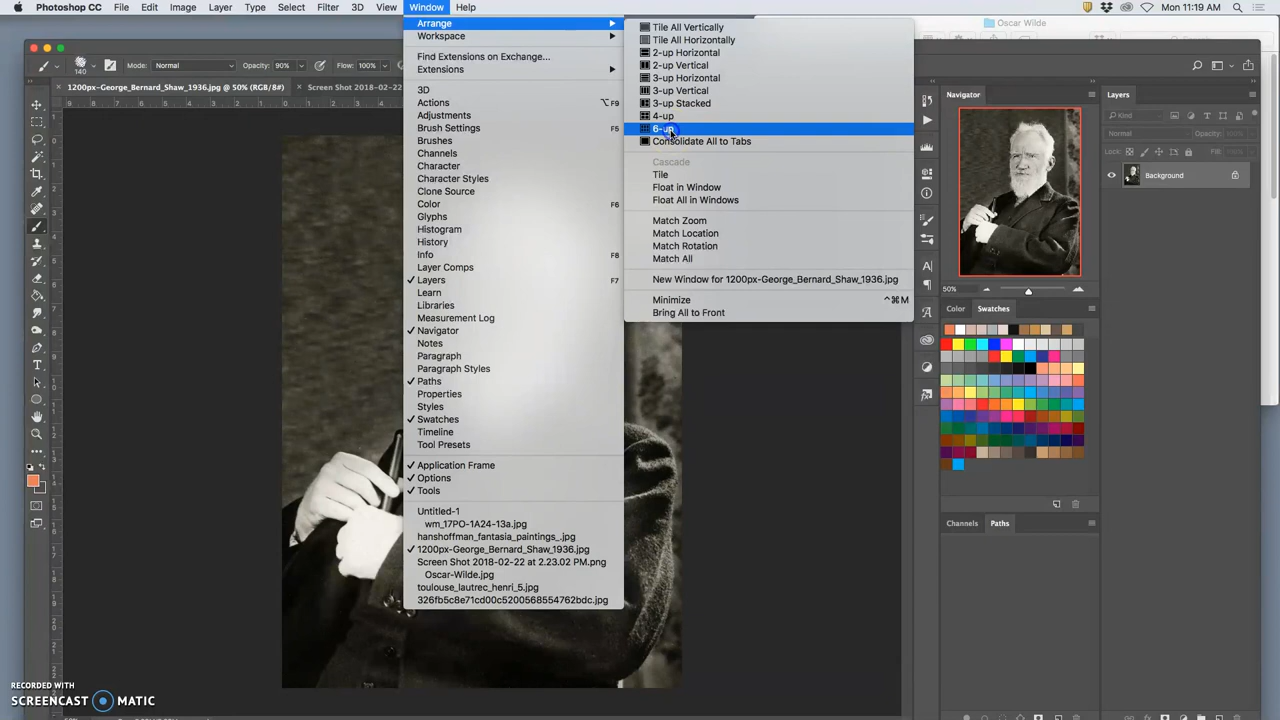 Photoshop CC File Edit Image Layer Type Select Filter 3D View Window Help
Mon 11:19 AM
Oscar Wilde
140
Mode: Normal
Opacity: 90%
Flow: 100%
1200px-George_Bernard_Shaw_1936.jpg @ 50% (RGB/8#)
Screen Shot 2018-02-22
Arrange
Workspace
Find Extensions on Exchange...
Extensions
3D
Actions ⌥F9
Adjustments
Brush Settings F5
Brushes
Channels
Character
Character Styles
Clone Source
Color F6
Glyphs
Histogram
History
Info F8
Layer Comps
✓ Layers F7
Learn
Libraries
Measurement Log
✓ Navigator
Notes
Paragraph
Paragraph Styles
✓ Paths
Properties
Styles
✓ Swatches
Timeline
Tool Presets
✓ Application Frame
✓ Options
✓ Tools
Untitled-1
wm_17PO-1A24-13a.jpg
hanshoffman_fantasia_paintings_.jpg
✓ 1200px-George_Bernard_Shaw_1936.jpg
Screen Shot 2018-02-22 at 2.23.02 PM.png
Oscar-Wilde.jpg
toulouse_lautrec_henri_5.jpg
326fb5c8e71cd00c5200568554762bdc.jpg
Tile All Vertically
Tile All Horizontally
2-up Horizontal
2-up Vertical
3-up Horizontal
3-up Vertical
3-up Stacked
4-up
6-up
Consolidate All to Tabs
Cascade
Tile
Float in Window
Float All in Windows
Match Zoom
Match Location
Match Rotation
Match All
New Window for 1200px-George_Bernard_Shaw_1936.jpg
Minimize ⌃⌘M
Bring All to Front
Navigator
50%
Color Swatches
Channels Paths
Layers
Kind
Normal
Opacity: 100%
Lock:
Fill: 100%
Background
RECORDED WITH
SCREENCAST MATIC